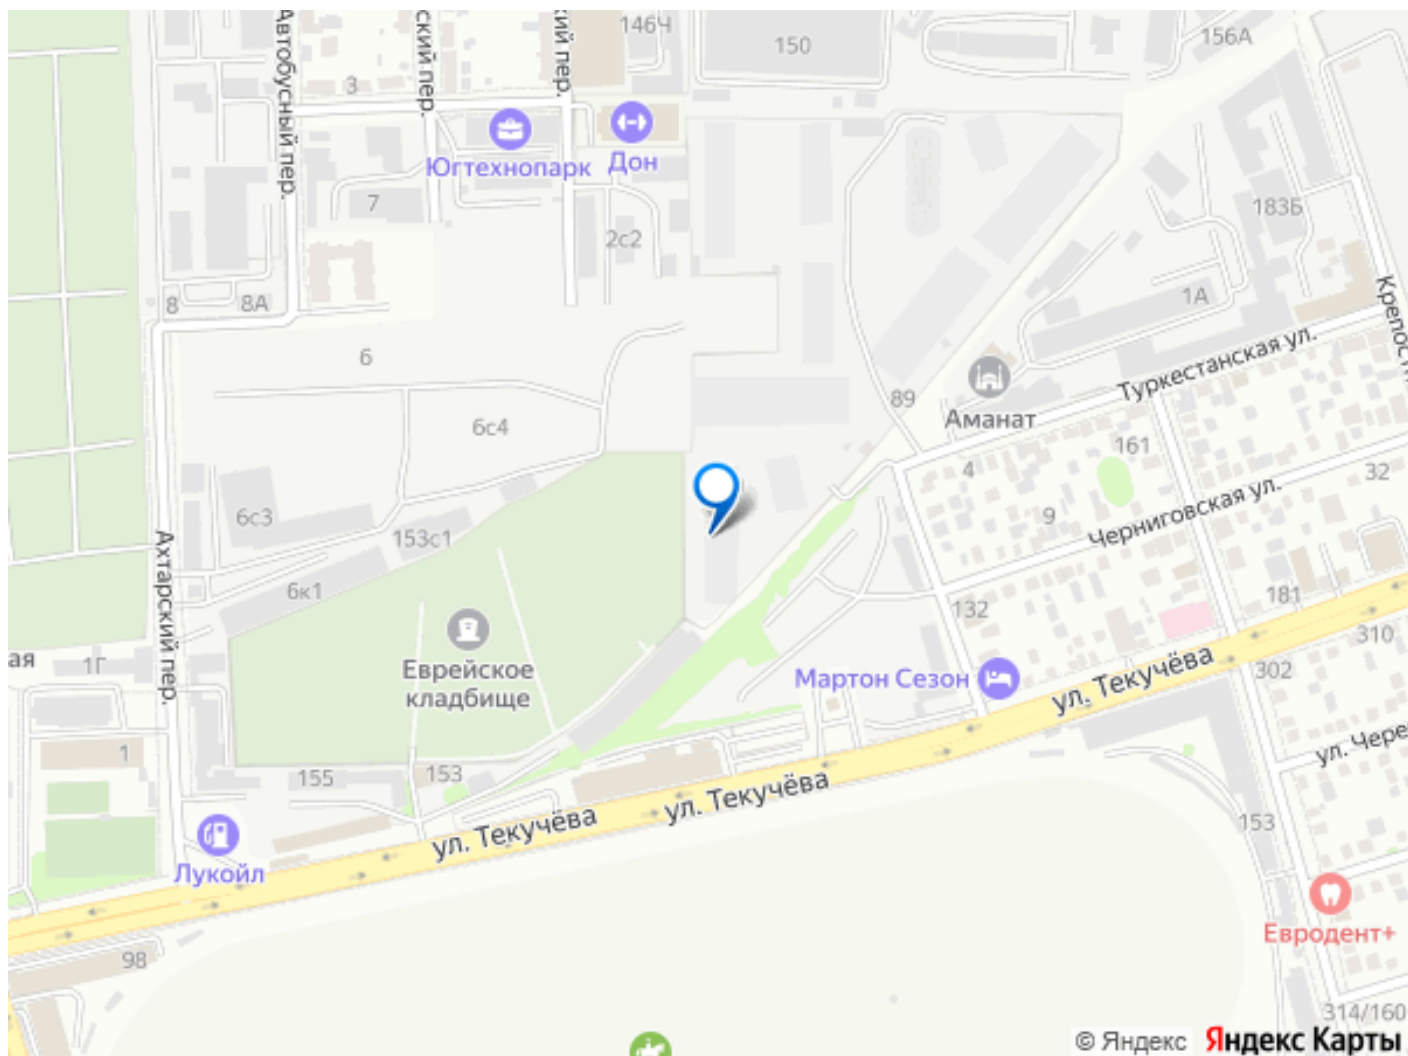 146Ч
150
156А
Автобусный пер.
ский пер.
кий пер.
3
Югтехнопарк
Дон
7
2с2
183Б
8
8А
1А
Крепост
6
Туркестанская ул.
89
Аманат
6с4
161
4
32
6с3
153с1
9
Черниговская ул.
Ахтарский пер.
6к1
132
181
310
ая
1Г
Еврейское
кладбище
Мартон Сезон
302
ул. Текучёва
ул. Чере
1
155
153
ул. Текучёва
ул. Текучёва
153
Лукойл
Евродент+
98
314/160
© Яндекс Яндекс Карты